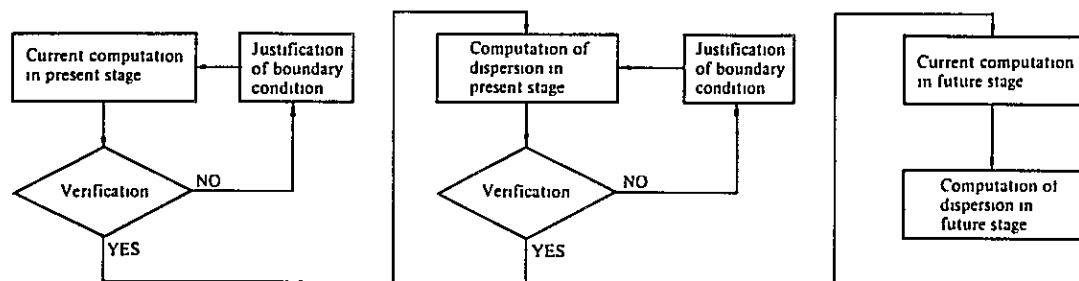 Current computation
in present stage
Justification
of boundary
condition
Verification
NO
YES
Computation of
dispersion in
present stage
Justification
of boundary
condition
Verification
NO
YES
Current computation
in future stage
Computation of
dispersion in
future stage